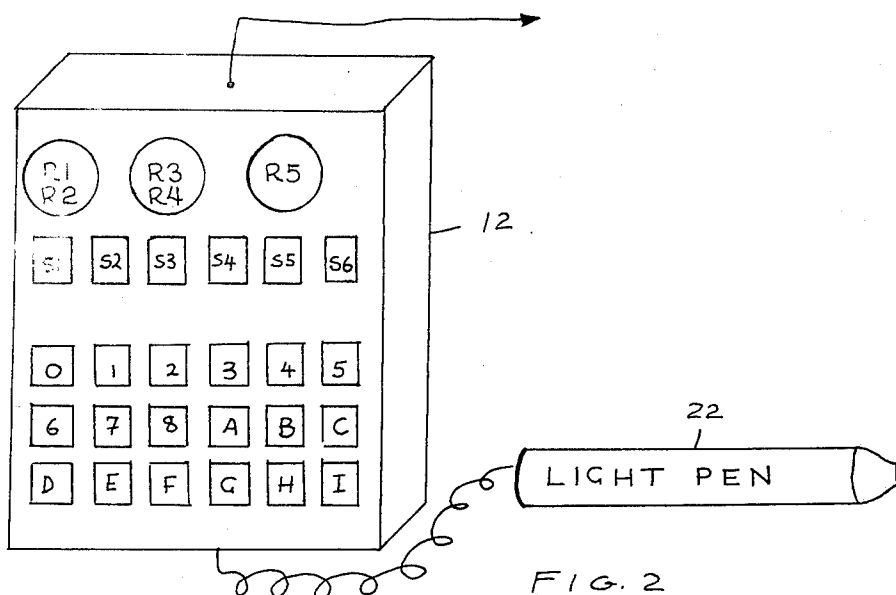 R1 R3 R5
R2 R4
12
S1 S2 S3 S4 S5 S6
0 1 2 3 4 5
6 7 8 A B C
D E F G H I
22
LIGHT PEN
FIG. 2